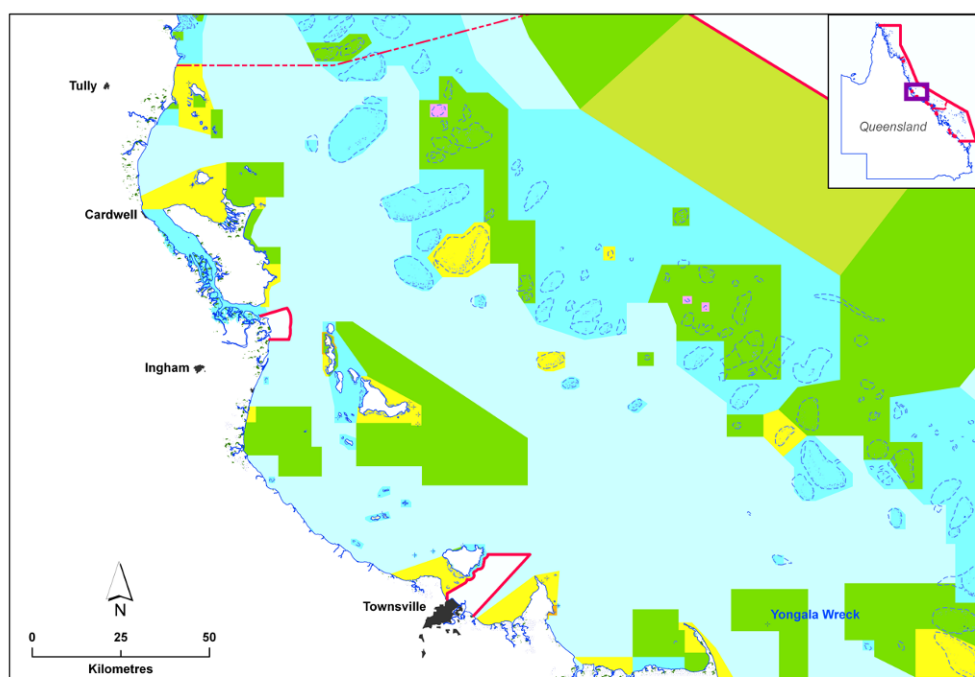 Queensland
Tully
Cardwell
Ingham
Townsville
Yongala Wreck
N
0 25 50
Kilometres